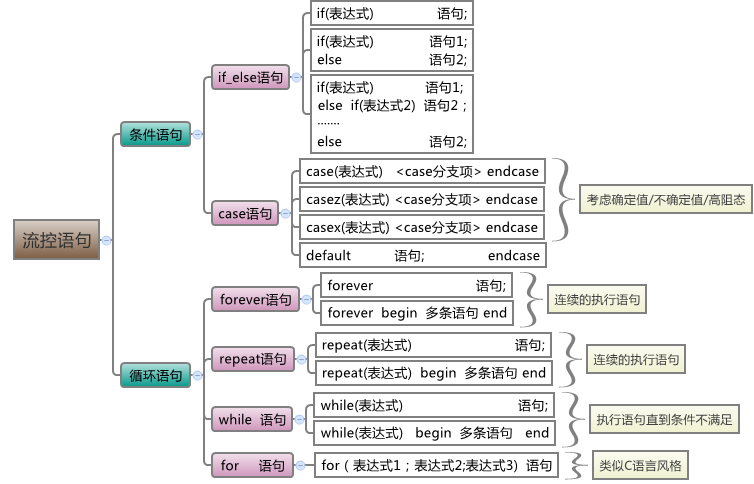 流控语句
条件语句
if_else语句
if(表达式) 语句;
if(表达式) 语句1;
else 语句2;
if(表达式) 语句1;
else if(表达式2) 语句2 ;
.......
else 语句2;
case语句
case(表达式) <case分支项> endcase
casez(表达式) <case分支项> endcase
casex(表达式) <case分支项> endcase
default 语句; endcase
考虑确定值/不确定值/高阻态
循环语句
forever语句
forever 语句;
forever begin 多条语句 end
连续的执行语句
repeat语句
repeat(表达式) 语句;
repeat(表达式) begin 多条语句 end
连续的执行语句
while 语句
while(表达式) 语句;
while(表达式) begin 多条语句 end
执行语句直到条件不满足
for 语句
for ( 表达式1 ; 表达式2;表达式3) 语句
类似C语言风格